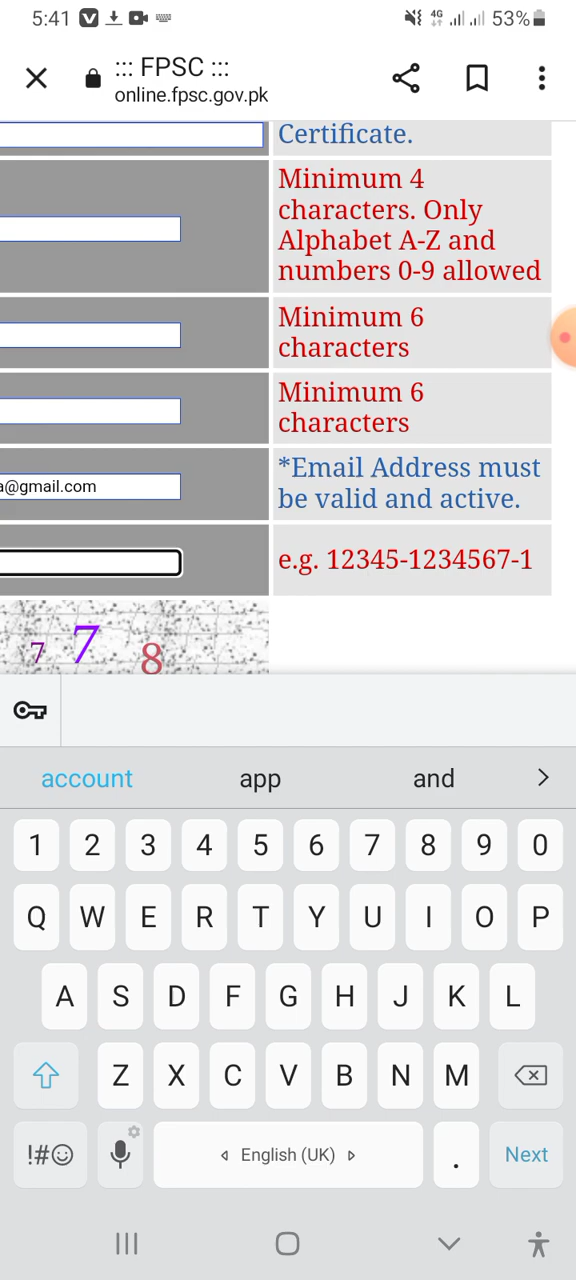 5:41 4G 53%
::: FPSC :::
online.fpsc.gov.pk
Certificate.
Minimum 4
characters. Only
Alphabet A-Z and
numbers 0-9 allowed
Minimum 6
characters
Minimum 6
characters
a@gmail.com
*Email Address must
be valid and active.
e.g. 12345-1234567-1
7 7 8
account app and
1 2 3 4 5 6 7 8 9 0
Q W E R T Y U I O P
A S D F G H J K L
Z X C V B N M
!#☺ English (UK) . Next